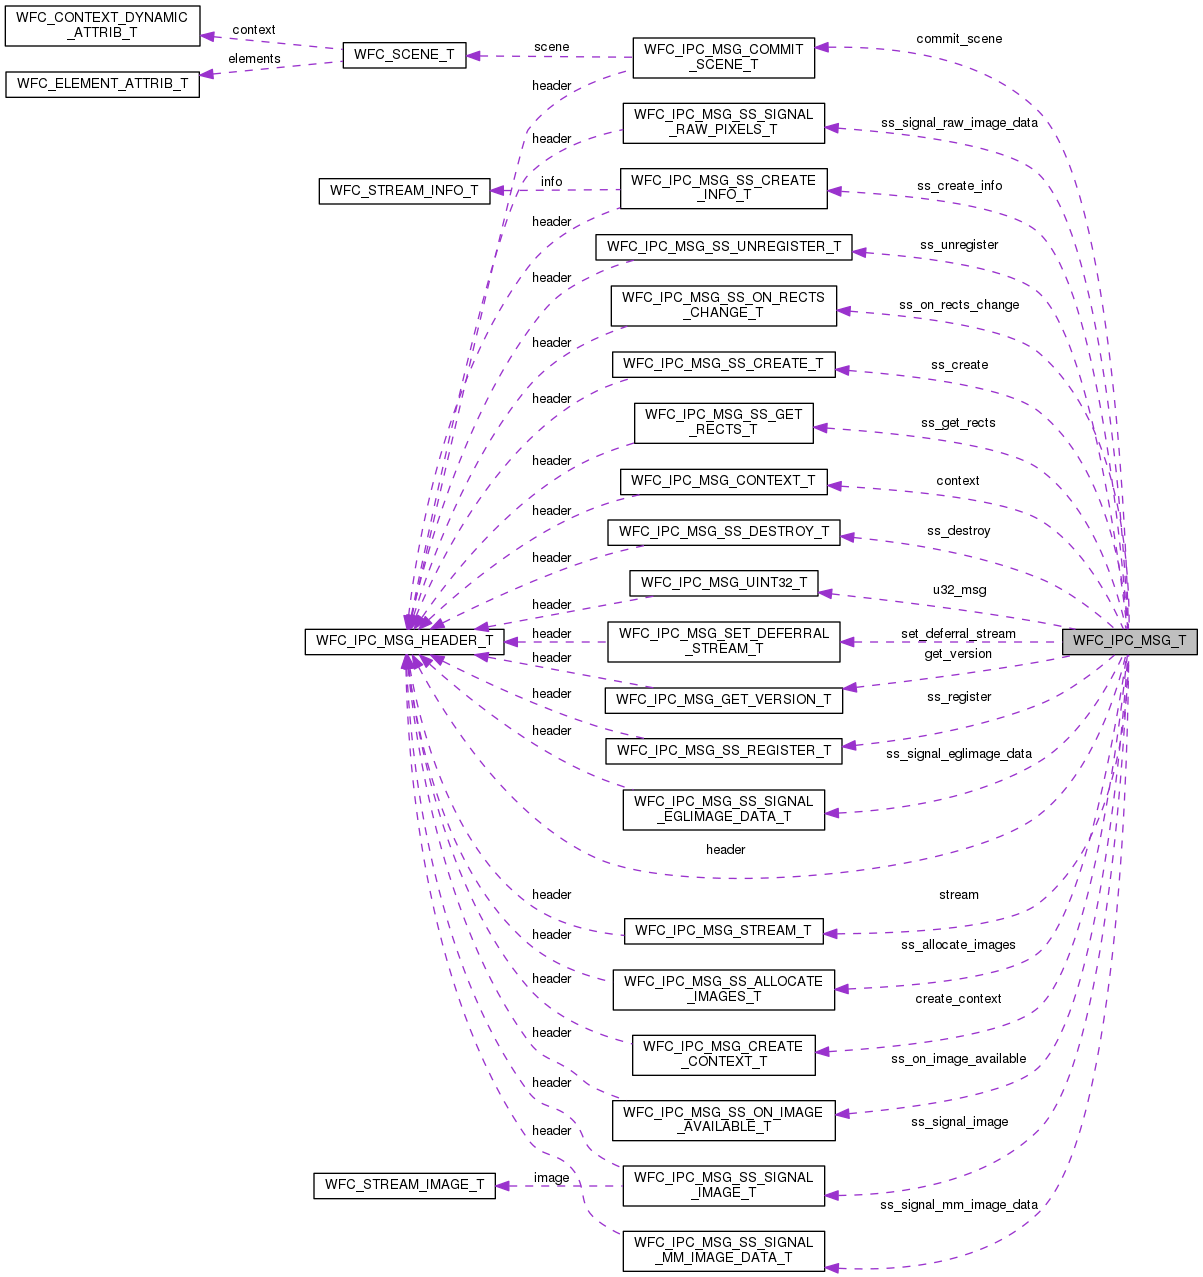 WFC_CONTEXT_DYNAMIC
_ATTRIB_T
context
commit_scene
WFC_SCENE_T
scene
WFC_IPC_MSG_COMMIT
_SCENE_T
elements
WFC_ELEMENT_ATTRIB_T
header
WFC_IPC_MSG_SS_SIGNAL
_RAW_PIXELS_T
ss_signal_raw_image_data
header
WFC_STREAM_INFO_T
info
WFC_IPC_MSG_SS_CREATE
_INFO_T
ss_create_info
header
WFC_IPC_MSG_SS_UNREGISTER_T
ss_unregister
header
WFC_IPC_MSG_SS_ON_RECTS
_CHANGE_T
ss_on_rects_change
header
WFC_IPC_MSG_SS_CREATE_T
ss_create
header
WFC_IPC_MSG_SS_GET
_RECTS_T
ss_get_rects
header
WFC_IPC_MSG_CONTEXT_T
context
header
WFC_IPC_MSG_SS_DESTROY_T
ss_destroy
header
WFC_IPC_MSG_UINT32_T
u32_msg
header
WFC_IPC_MSG_HEADER_T
header
WFC_IPC_MSG_SET_DEFERRAL
_STREAM_T
set_deferral_stream
WFC_IPC_MSG_T
get_version
header
WFC_IPC_MSG_GET_VERSION_T
header
ss_register
WFC_IPC_MSG_SS_REGISTER_T
header
ss_signal_eglimage_data
WFC_IPC_MSG_SS_SIGNAL
_EGLIMAGE_DATA_T
header
header
stream
WFC_IPC_MSG_STREAM_T
header
ss_allocate_images
WFC_IPC_MSG_SS_ALLOCATE
_IMAGES_T
header
create_context
WFC_IPC_MSG_CREATE
_CONTEXT_T
header
ss_on_image_available
header
WFC_IPC_MSG_SS_ON_IMAGE
_AVAILABLE_T
ss_signal_image
header
WFC_STREAM_IMAGE_T
image
WFC_IPC_MSG_SS_SIGNAL
_IMAGE_T
ss_signal_mm_image_data
WFC_IPC_MSG_SS_SIGNAL
_MM_IMAGE_DATA_T